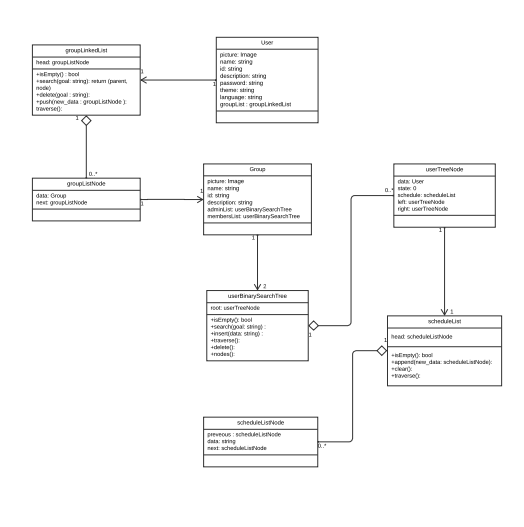 groupLinkedList
head: groupListNode
+isEmpty() : bool
+search(goal: string): return (parent,
node)
+delete(goal : string);
+push(new_data : groupListNode );
traverse();
User
picture: Image
name: string
id: string
description: string
password: string
theme: string
language: string
groupList : groupLinkedList
1
1
1
0..*
groupListNode
data: Group
next: groupListNode
1
1
Group
picture: Image
name: string
id: string
description: string
adminList: userBinarySearchTree
membersList: userBinarySearchTree
userTreeNode
data: User
state: 0
schedule: scheduleList
left: userTreeNode
right: userTreeNode
0..*
1
1
2
userBinarySearchTree
root: userTreeNode
+isEmpty(): bool
+search(goal: string) :
+insert(data: string) :
+traverse();
+delete();
+nodes();
1
1
scheduleList
head: scheduleListNode
+isEmpty(): bool
+append(new_data: scheduleListNode):
+clear();
+traverse();
1
scheduleListNode
preveous : scheduleListNode
data: string
next: scheduleListNode
0..*